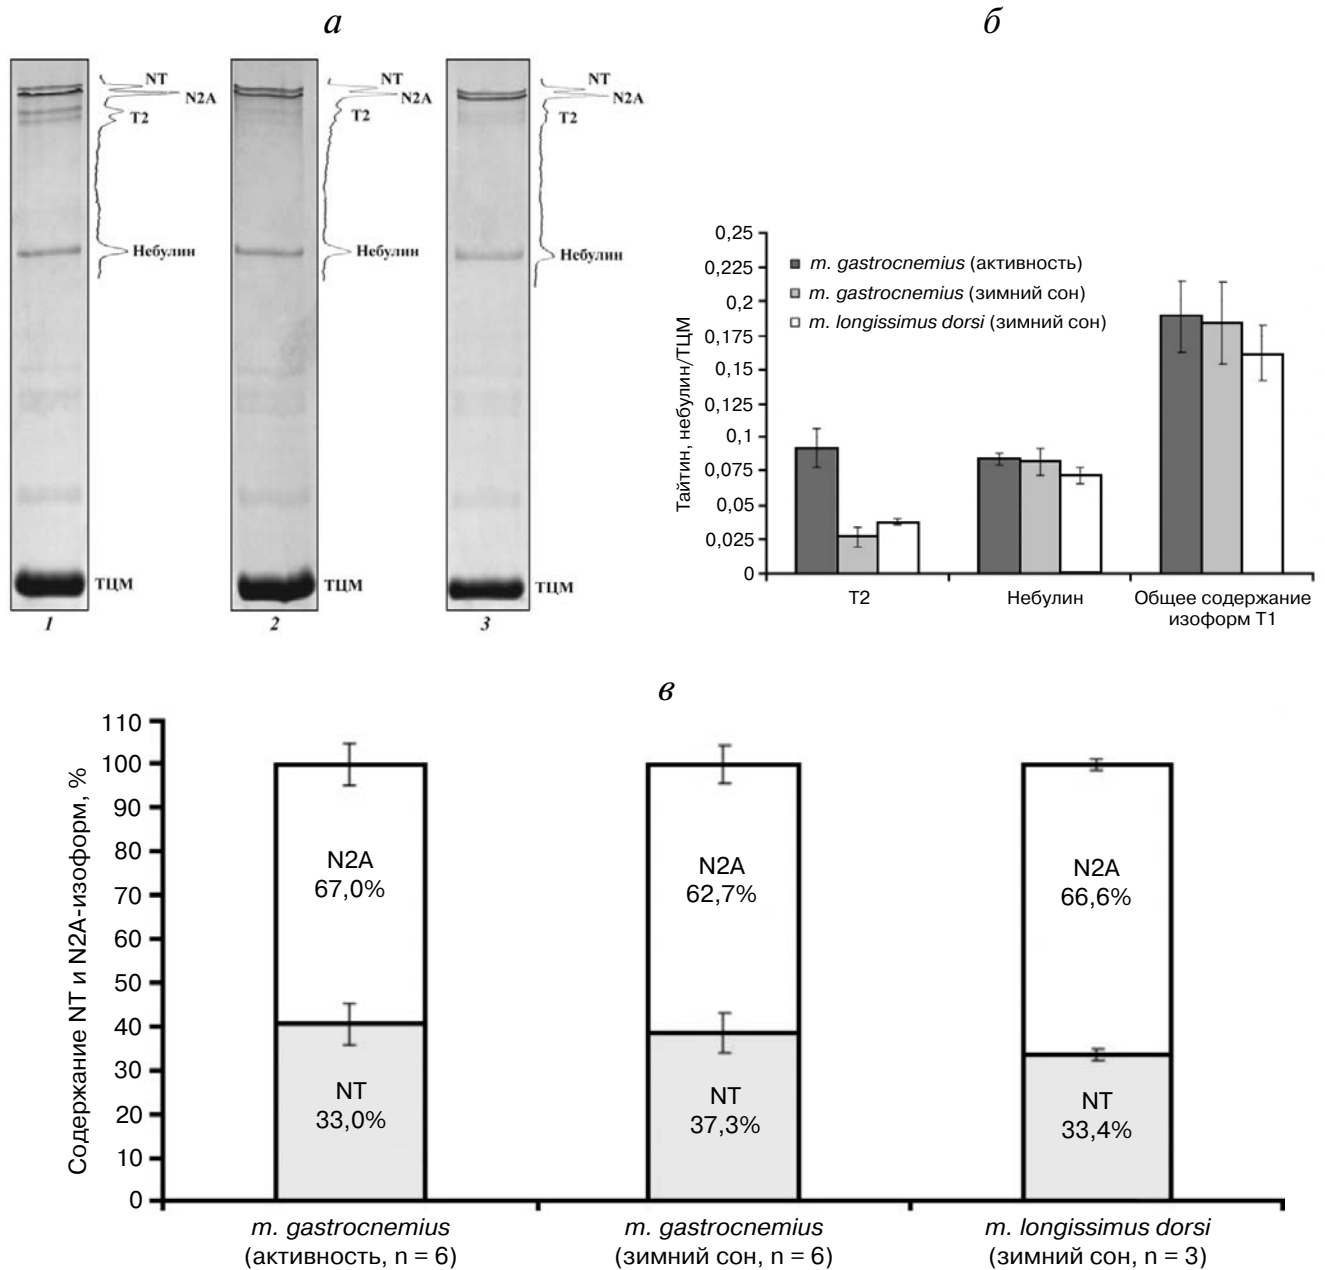 а
б
NT
N2A
T2
Небулин
ТЦМ
1
NT
N2A
T2
Небулин
ТЦМ
2
NT
N2A
T2
Небулин
ТЦМ
3
Тайтин, небулин/ТЦМ
0,25
0,225
0,2
0,175
0,15
0,125
0,1
0,075
0,05
0,025
0
m. gastrocnemius (активность)
m. gastrocnemius (зимний сон)
m. longissimus dorsi (зимний сон)
T2
Небулин
Общее содержание
изоформ T1
в
Содержание NT и N2A-изоформ, %
110
100
90
80
70
60
50
40
30
20
10
0
N2A
67,0%
NT
33,0%
N2A
62,7%
NT
37,3%
N2A
66,6%
NT
33,4%
m. gastrocnemius
(активность, n = 6)
m. gastrocnemius
(зимний сон, n = 6)
m. longissimus dorsi
(зимний сон, n = 3)